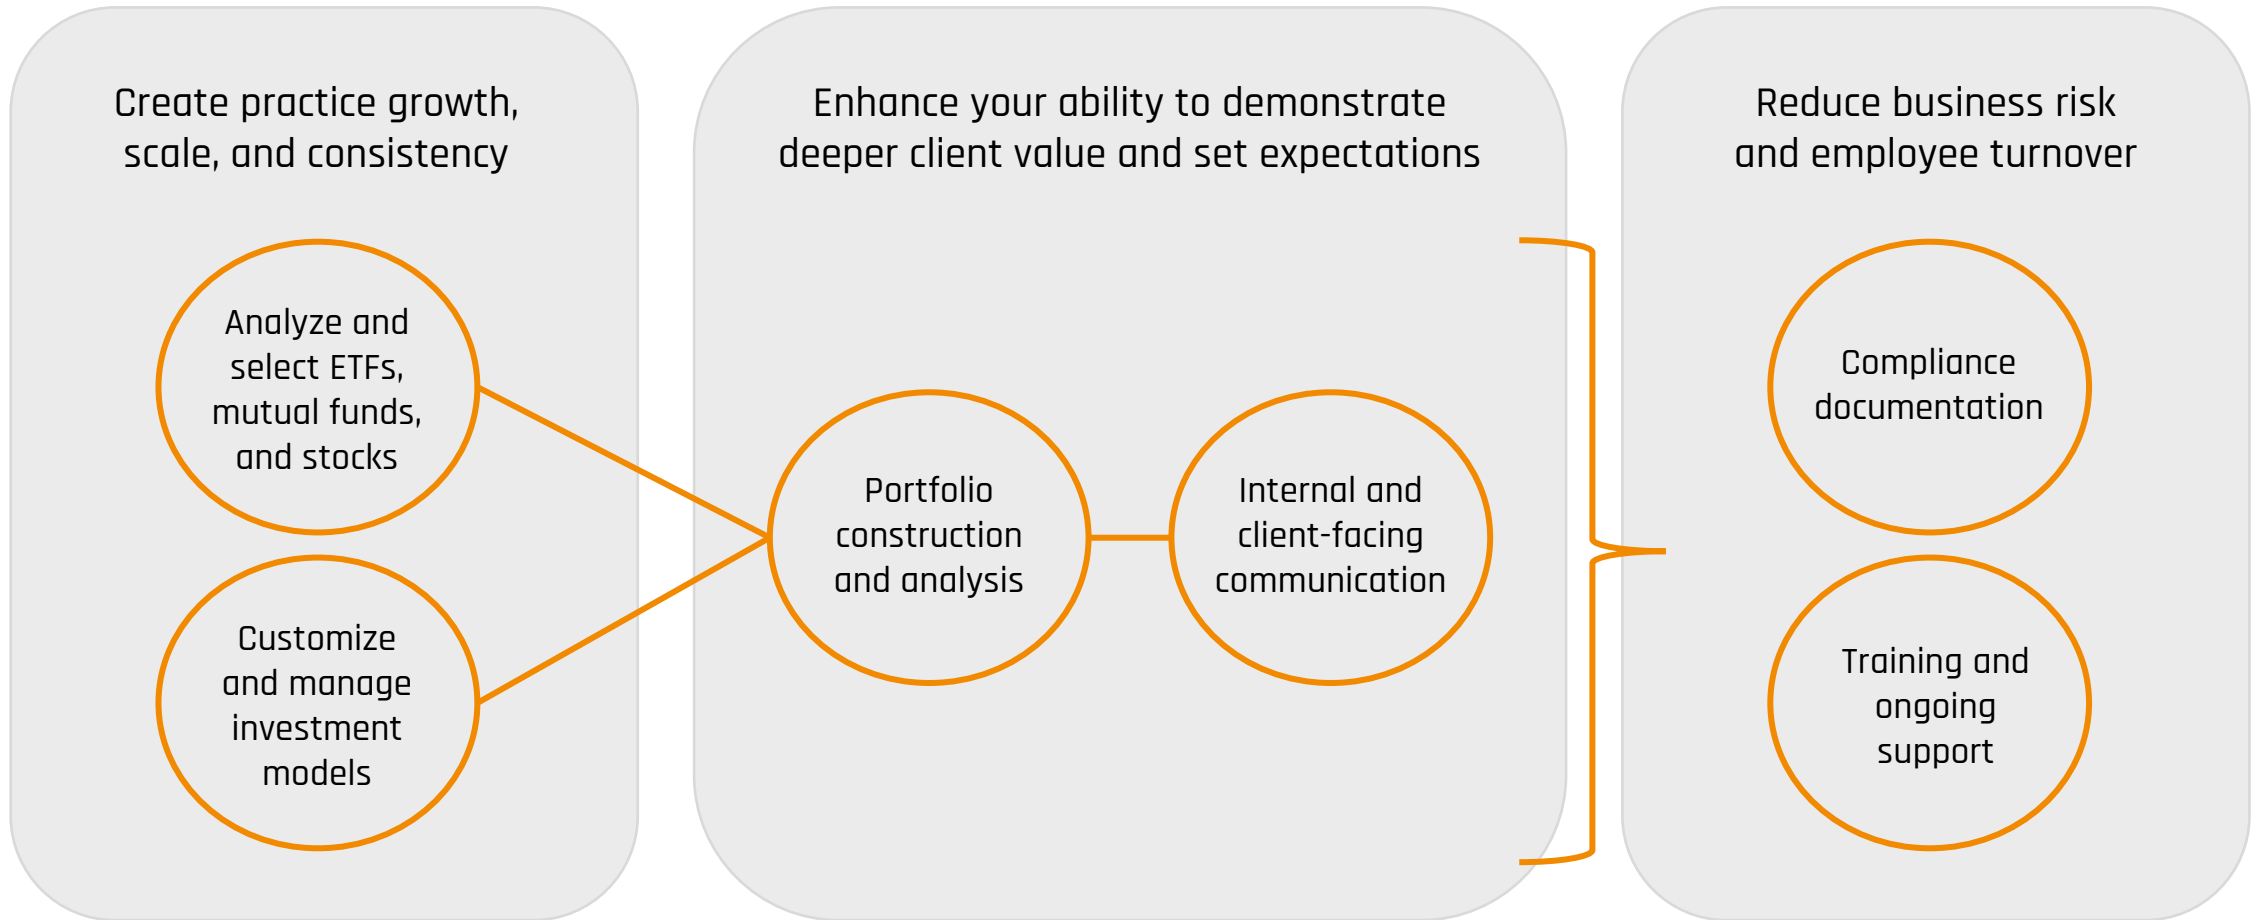 Create practice growth,
scale, and consistency
Analyze and
select ETFs,
mutual funds,
and stocks
Customize
and manage
investment
models
Enhance your ability to demonstrate
deeper client value and set expectations
Portfolio
construction
and analysis
Internal and
client-facing
communication
Reduce business risk
and employee turnover
Compliance
documentation
Training and
ongoing
support